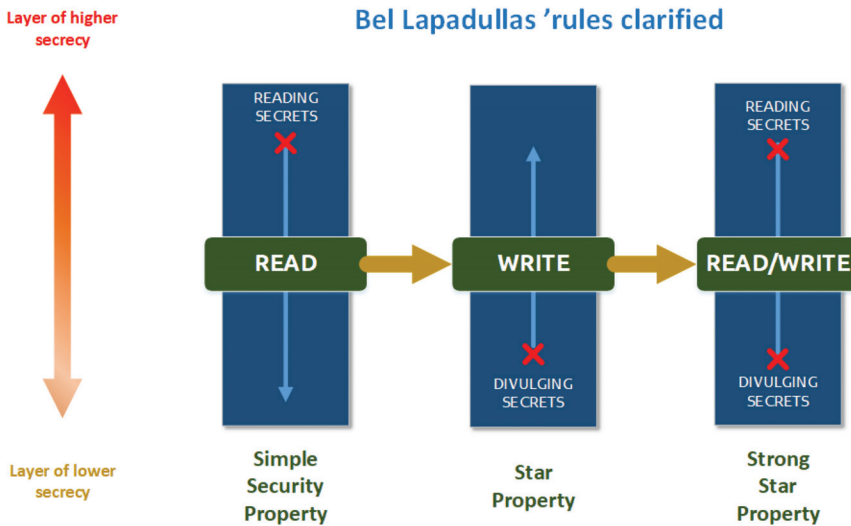 Layer of higher
secrecy
Bel Lapadullas ’rules clarified
READING
SECRETS
READING
SECRETS
READ
WRITE
READ/WRITE
DIVULGING
SECRETS
DIVULGING
SECRETS
Layer of lower
secrecy
Simple
Security
Property
Star
Property
Strong
Star
Property